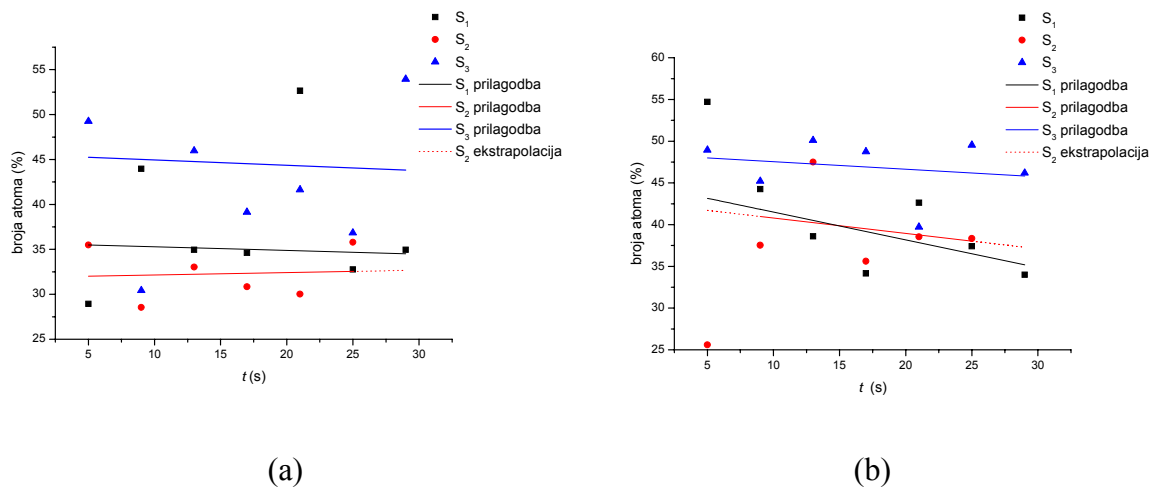 S₁
S₂
S₃
S₁ prilagodba
S₂ prilagodba
S₃ prilagodba
S₂ ekstrapolacija
broja atoma (%)
55
50
45
40
35
30
25
5
10
15
20
25
30
t (s)
(a)
S₁
S₂
S₃
S₁ prilagodba
S₂ prilagodba
S₃ prilagodba
S₂ ekstrapolacija
broja atoma (%)
60
55
50
45
40
35
30
25
5
10
15
20
25
30
t (s)
(b)